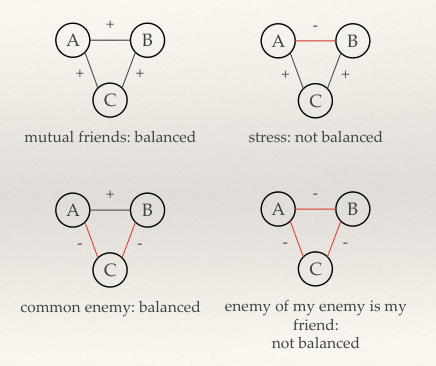 +
A B
+ +
C
mutual friends: balanced
-
A B
+ +
C
stress: not balanced
+
A B
- -
C
common enemy: balanced
-
A B
- -
C
enemy of my enemy is my
friend:
not balanced